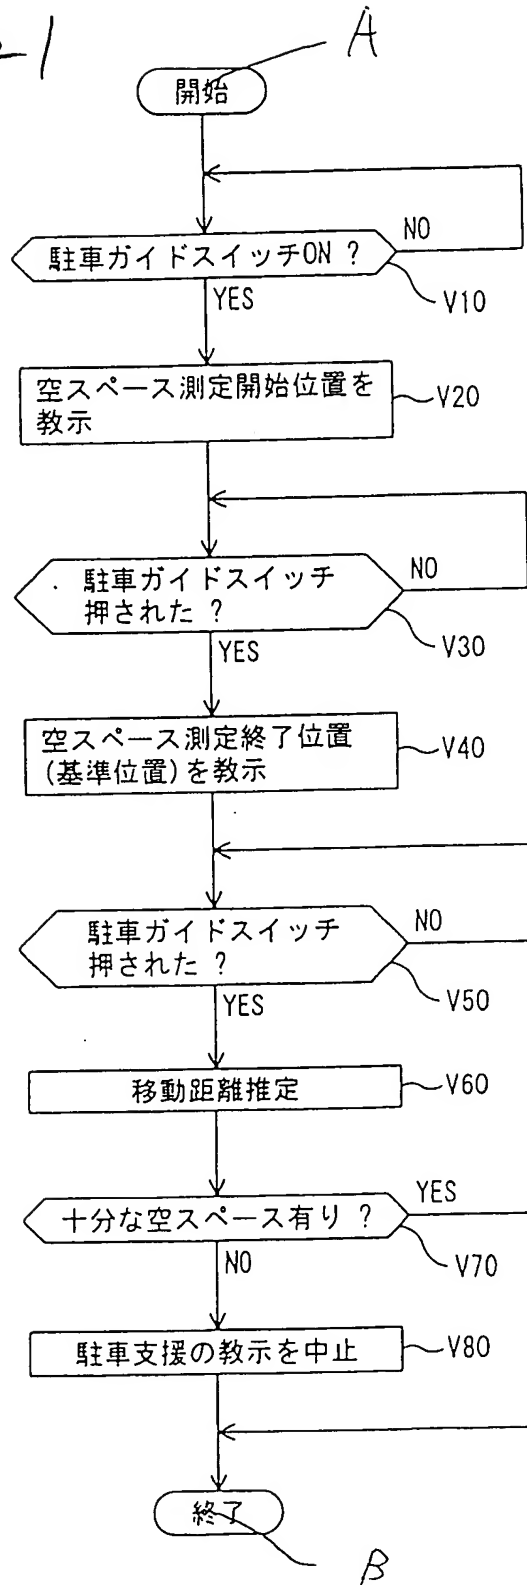 -1
A
開始
NO
駐車ガイドスイッチON ?
V10
YES
空スペース測定開始位置を
教示
V20
NO
駐車ガイドスイッチ
押された ?
V30
YES
空スペース測定終了位置
(基準位置)を教示
V40
NO
駐車ガイドスイッチ
押された ?
V50
YES
移動距離推定
V60
YES
十分な空スペース有り ?
V70
NO
駐車支援の教示を中止
V80
終了
B